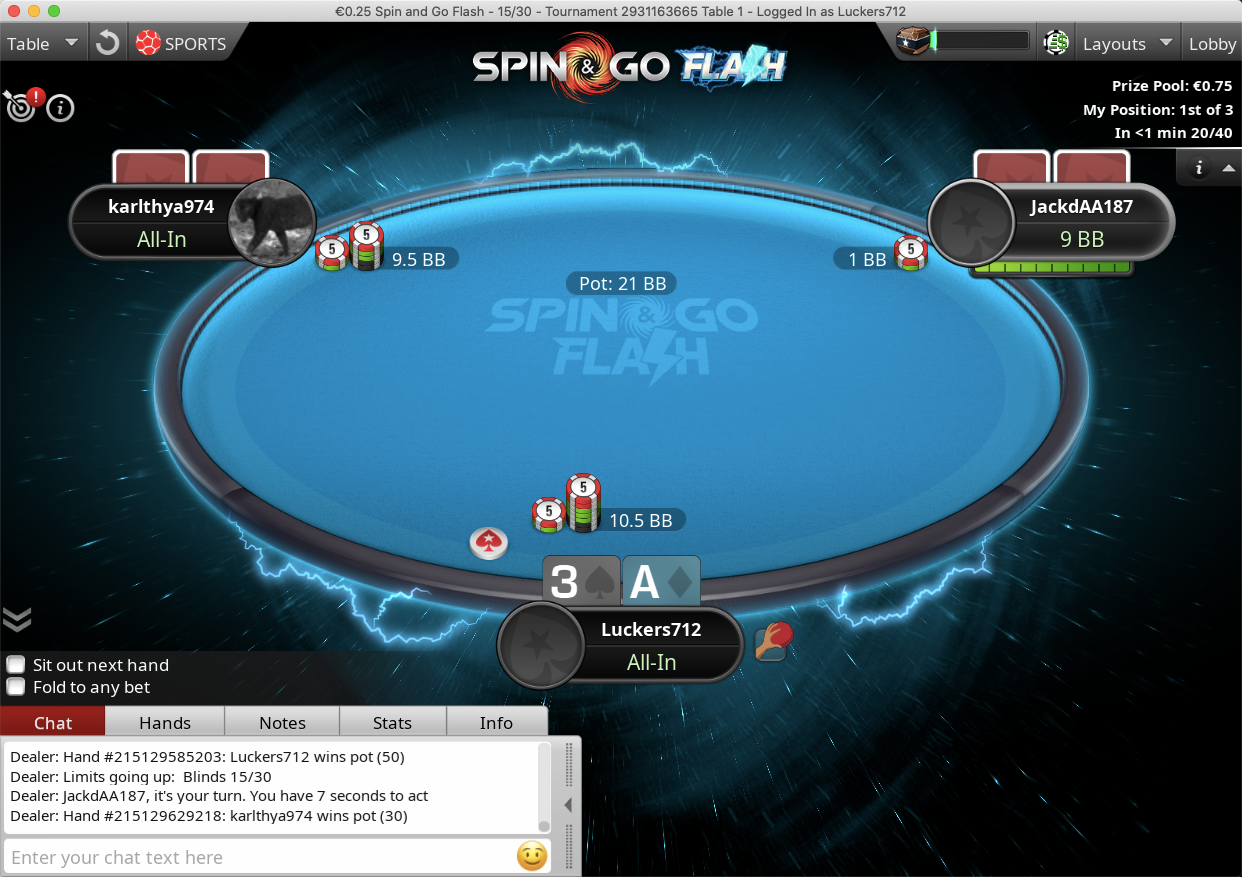 €0.25 Spin and Go Flash - 15/30 - Tournament 2931163665 Table 1 - Logged In as Luckers712
Table
SPORTS
SPIN & GO FLASH
Layouts
Lobby
Prize Pool: €0.75
My Position: 1st of 3
In <1 min 20/40
!
i
i
karlthya974
All-In
JackdAA187
9 BB
5
5
9.5 BB
1 BB
5
Pot: 21 BB
SPIN & GO
FLASH
5
5
10.5 BB
3
A
Luckers712
All-In
Sit out next hand
Fold to any bet
Chat
Hands
Notes
Stats
Info
Dealer: Hand #215129585203: Luckers712 wins pot (50)
Dealer: Limits going up:  Blinds 15/30
Dealer: JackdAA187, it's your turn. You have 7 seconds to act
Dealer: Hand #215129629218: karlthya974 wins pot (30)
Enter your chat text here